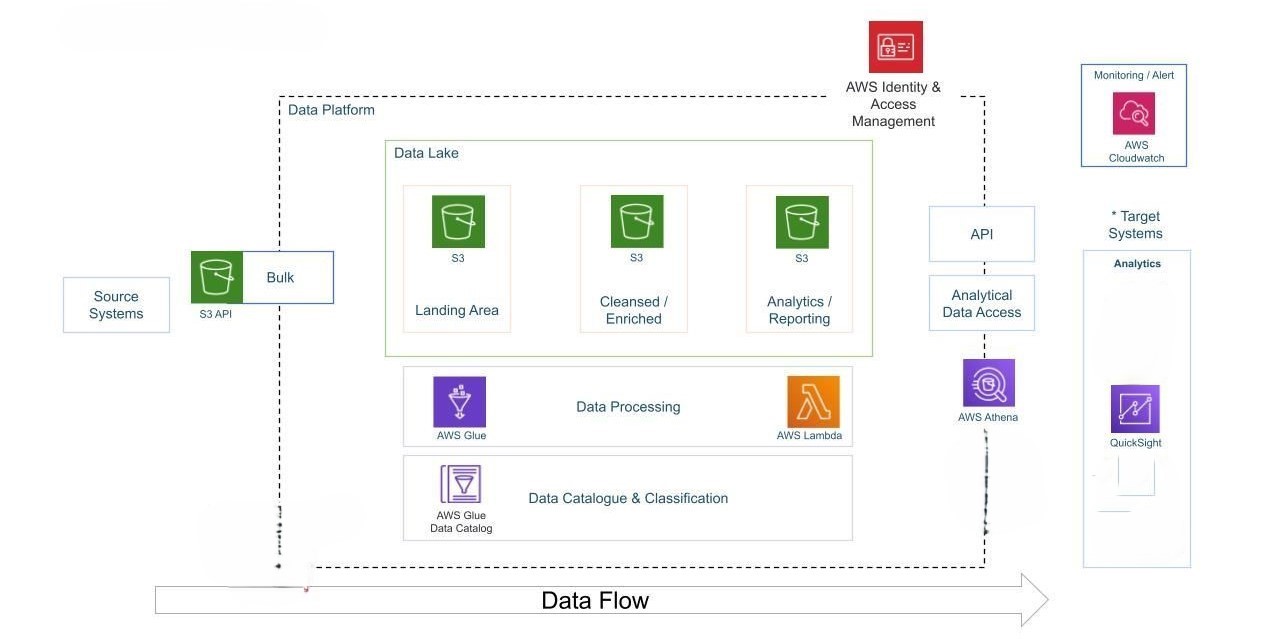 AWS Identity &
Access
Management
Monitoring / Alert
AWS
Cloudwatch
Data Platform
Data Lake
S3
Landing Area
S3
Cleansed /
Enriched
S3
Analytics /
Reporting
API
Analytical
Data Access
AWS Athena
* Target
Systems
Analytics
QuickSight
Source
Systems
S3 API
Bulk
AWS Glue
Data Processing
AWS Lambda
AWS Glue
Data Catalog
Data Catalogue & Classification
Data Flow